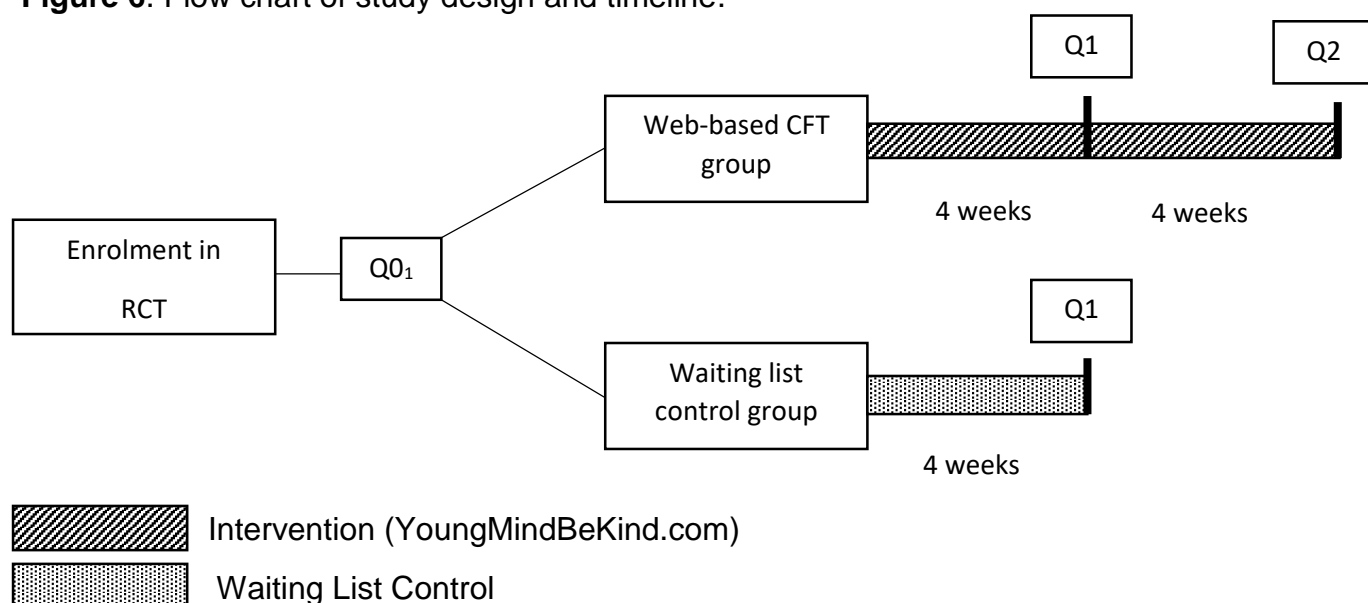 Figure 6. Flow chart of study design and timeline.
Q1
Q2
Web-based CFT
group
4 weeks
4 weeks
Enrolment in
RCT
Q0₁
Q1
Waiting list
control group
4 weeks
Intervention (YoungMindBeKind.com)
Waiting List Control